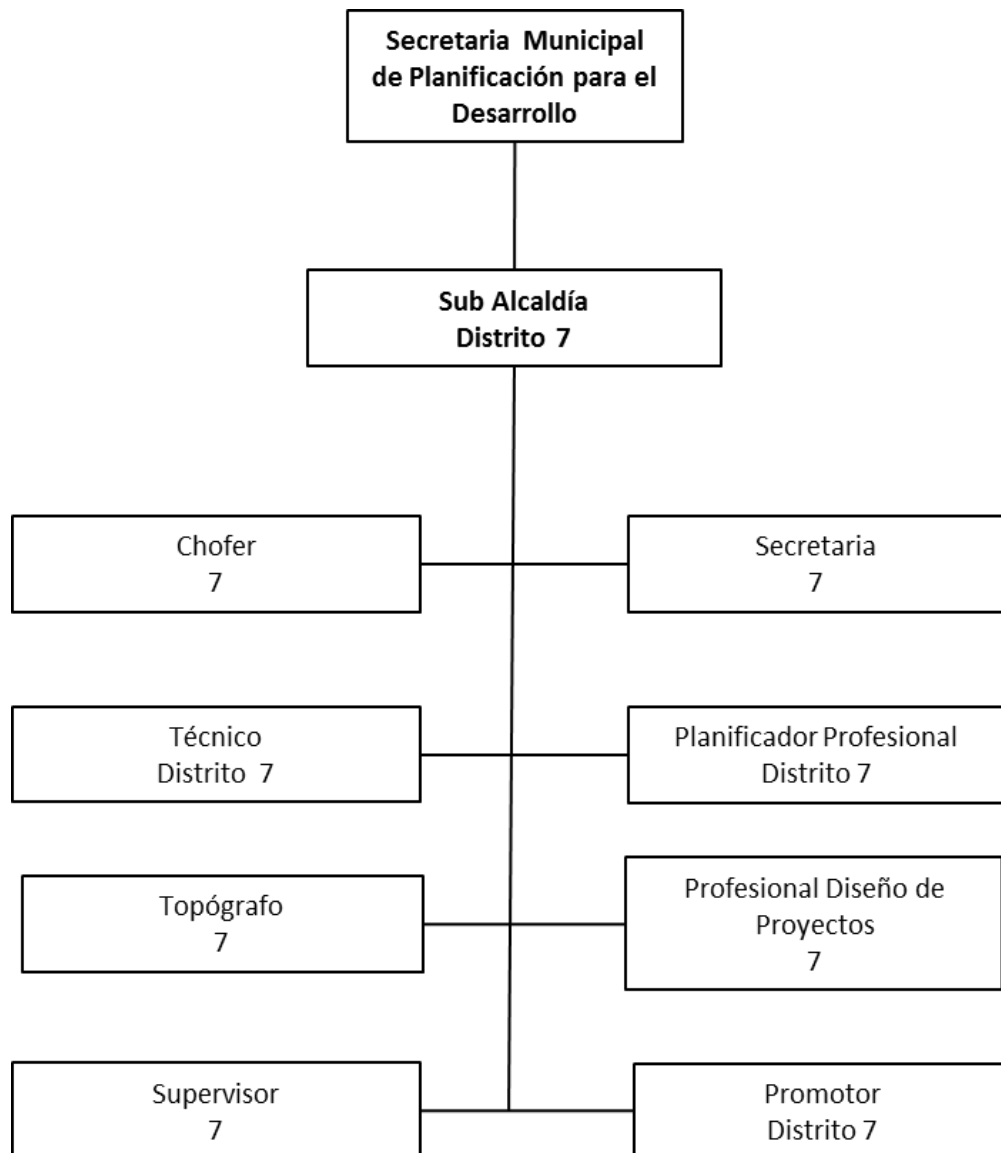 Secretaria Municipal
de Planificación para el
Desarrollo
Sub Alcaldía
Distrito 7
Chofer
7
Secretaria
7
Técnico
Distrito 7
Planificador Profesional
Distrito 7
Topógrafo
7
Profesional Diseño de
Proyectos
7
Supervisor
7
Promotor
Distrito 7